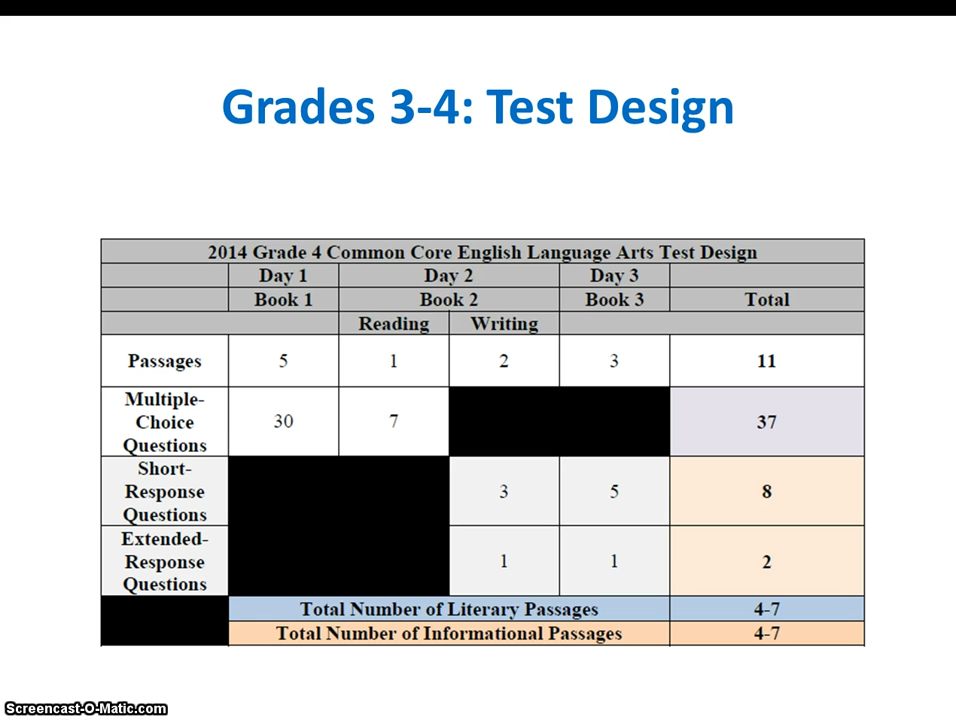 Grades 3-4: Test Design
2014 Grade 4 Common Core English Language Arts Test Design
Day 1 Day 2 Day 3
Book 1 Book 2 Book 3 Total
Reading Writing
Passages 5 1 2 3 11
Multiple-
Choice 30 7 37
Questions
Short-
Response 3 5 8
Questions
Extended-
Response 1 1 2
Questions
Total Number of Literary Passages 4-7
Total Number of Informational Passages 4-7
Screencast-O-Matic.com